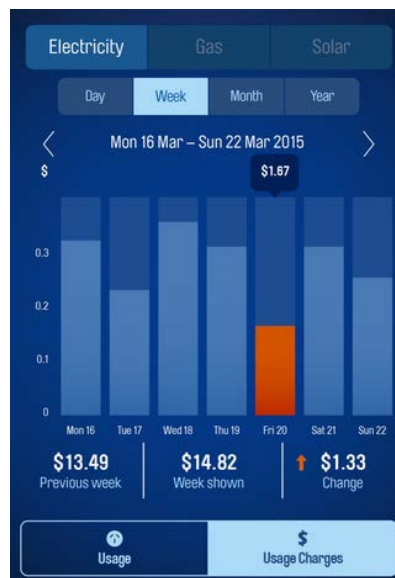 Electricity Gas Solar
Day Week Month Year
Mon 16 Mar – Sun 22 Mar 2015
$ $1.67
0.3
0.2
0.1
0
Mon 16 Tue 17 Wed 18 Thu 19 Fri 20 Sat 21 Sun 22
$13.49 $14.82 $1.33
Previous week Week shown Change
$
Usage Usage Charges